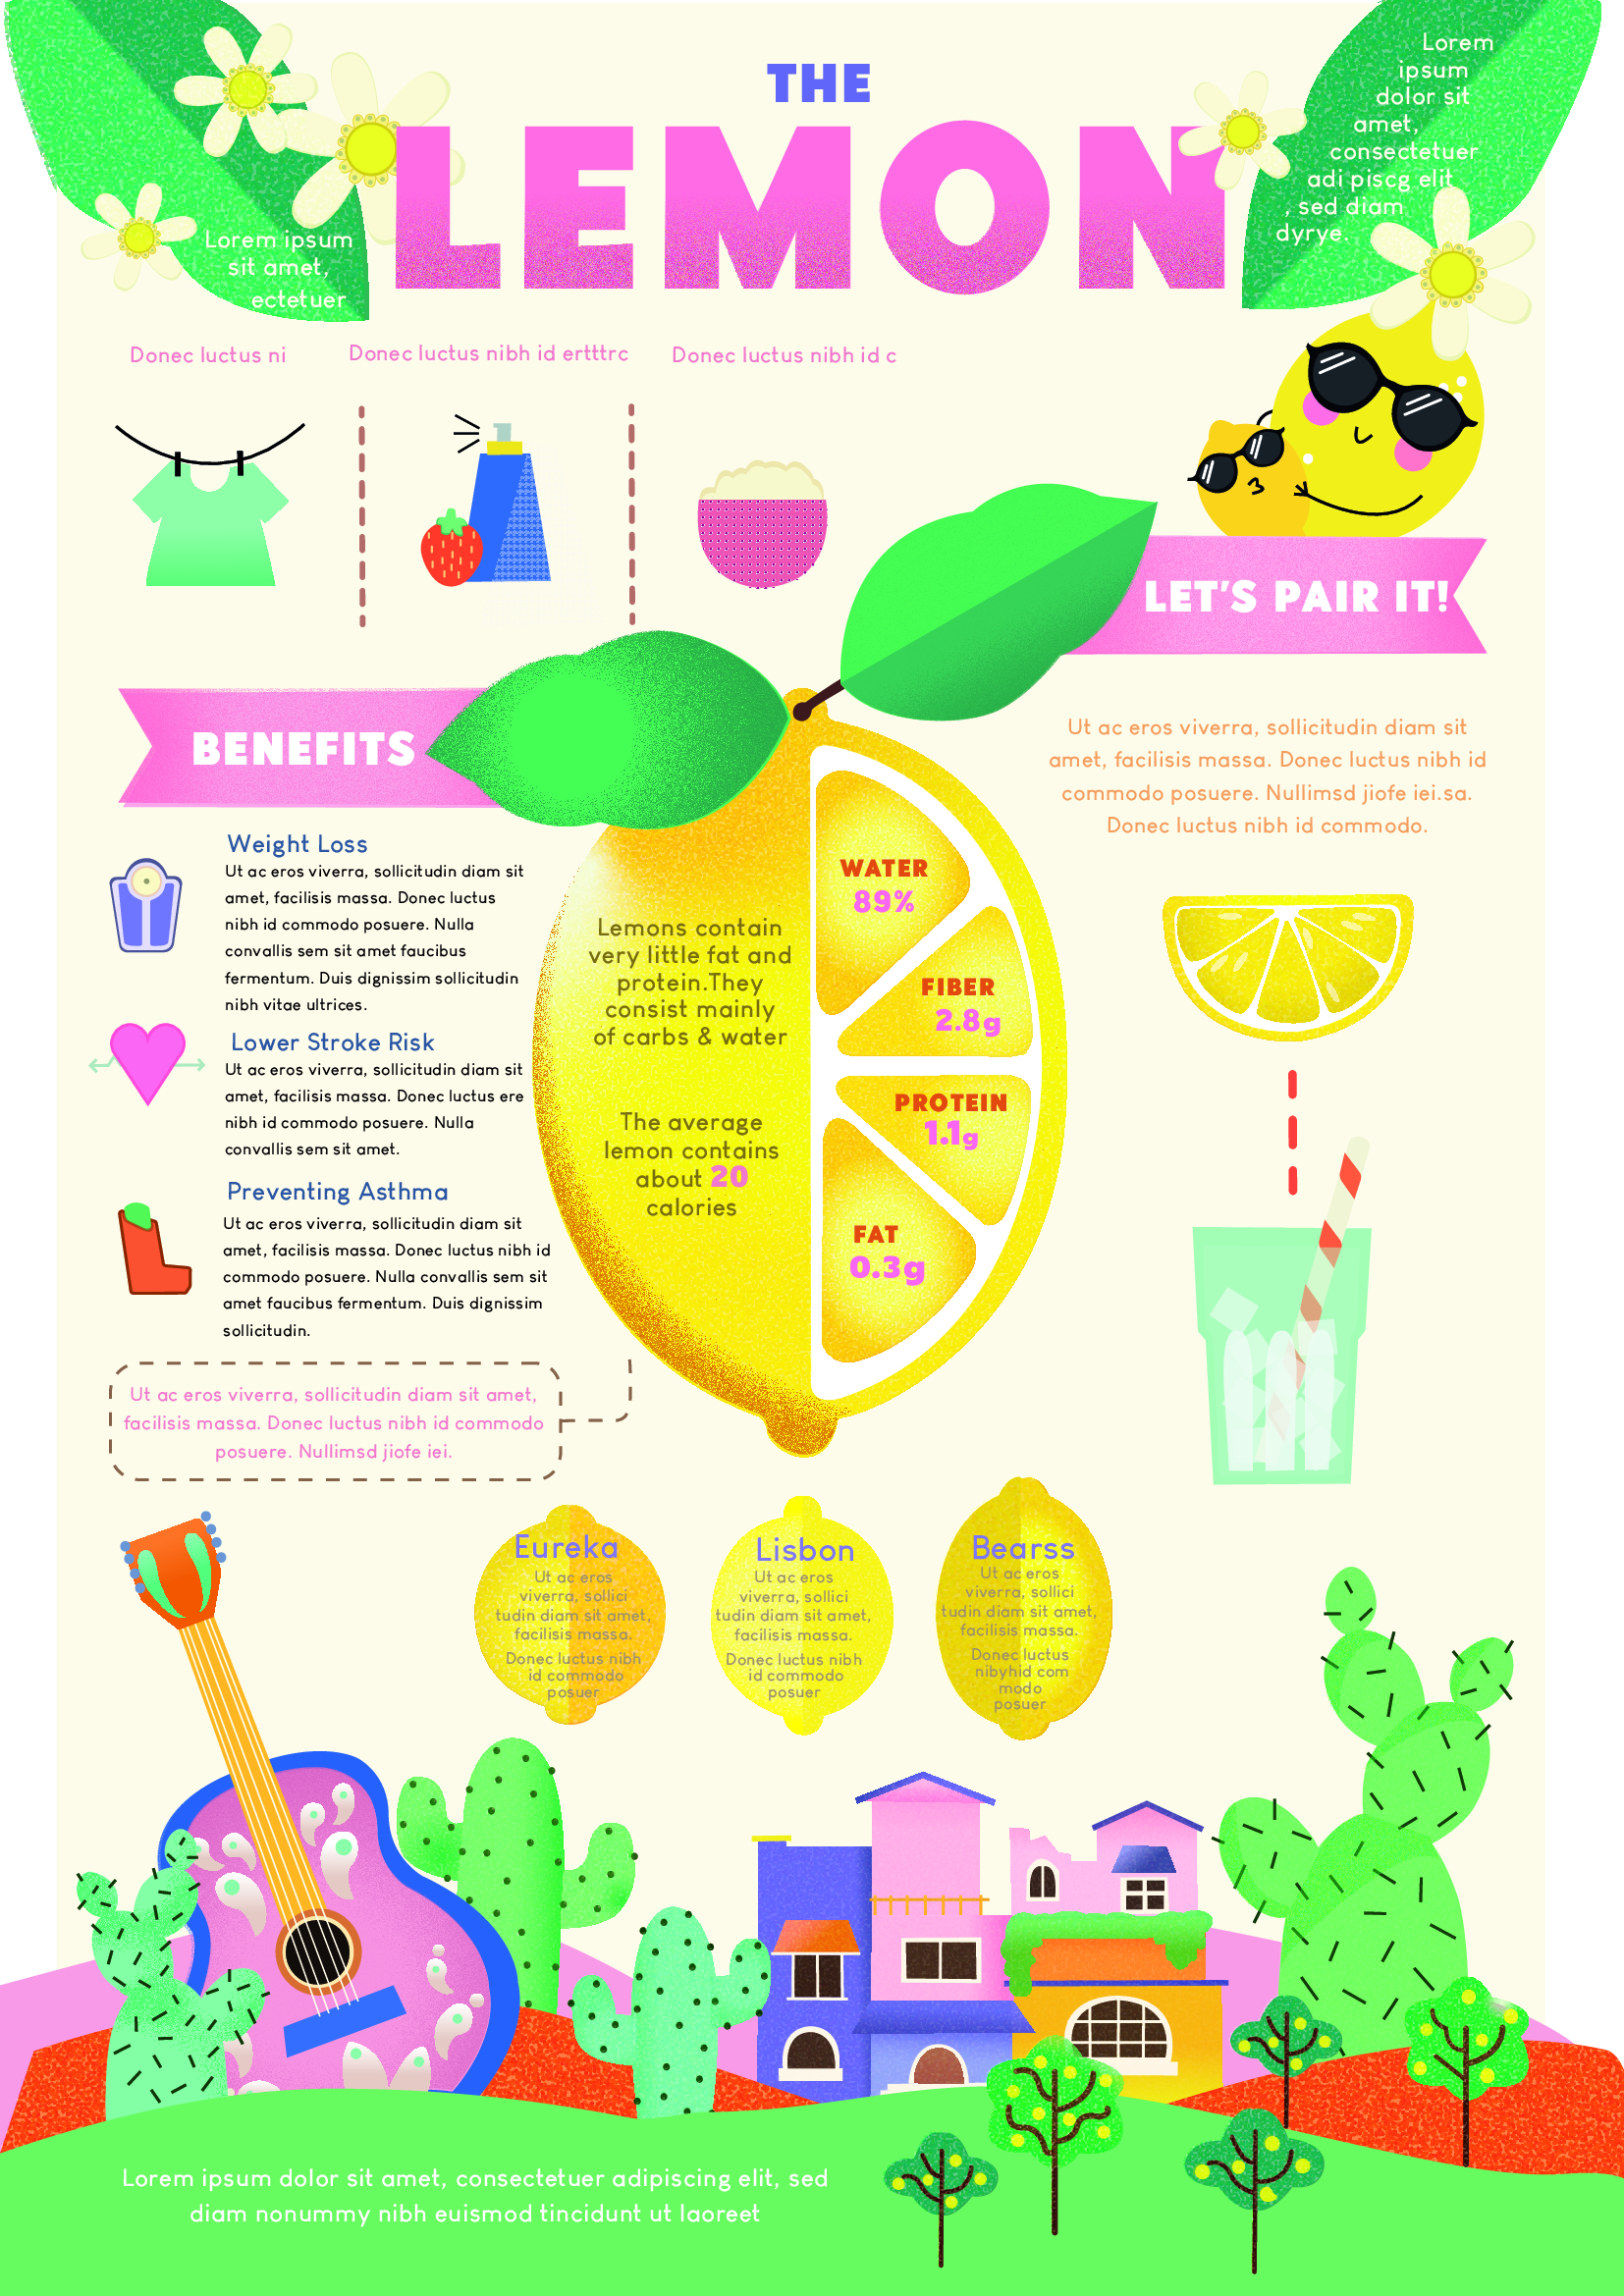 THE
LEMON
Lorem ipsum
sit amet,
ectetuer
Lorem
ipsum
dolor sit
amet,
consectetuer
adi piscg elit
, sed diam
dyrye.
Donec luctus ni
Donec luctus nibh id ertttrc
Donec luctus nibh id c
LET'S PAIR IT!
Ut ac eros viverra, sollicitudin diam sit
amet, facilisis massa. Donec luctus nibh id
commodo posuere. Nullimsd jiofe iei.sa.
Donec luctus nibh id commodo.
BENEFITS
Weight Loss
Ut ac eros viverra, sollicitudin diam sit
amet, facilisis massa. Donec luctus
nibh id commodo posuere. Nulla
convallis sem sit amet faucibus
fermentum. Duis dignissim sollicitudin
nibh vitae ultrices.
Lower Stroke Risk
Ut ac eros viverra, sollicitudin diam sit
amet, facilisis massa. Donec luctus ere
nibh id commodo posuere. Nulla
convallis sem sit amet.
Preventing Asthma
Ut ac eros viverra, sollicitudin diam sit
amet, facilisis massa. Donec luctus nibh id
commodo posuere. Nulla convallis sem sit
amet faucibus fermentum. Duis dignissim
sollicitudin.
Ut ac eros viverra, sollicitudin diam sit amet,
facilisis massa. Donec luctus nibh id commodo
posuere. Nullimsd jiofe iei.
Lemons contain
very little fat and
protein.They
consist mainly
of carbs & water
The average
lemon contains
about 20
calories
WATER
89%
FIBER
2.8g
PROTEIN
1.1g
FAT
0.3g
Eureka
Ut ac eros
viverra, sollici
tudin diam sit amet,
facilisis massa.
Donec luctus nibh
id commodo
posuer
Lisbon
Ut ac eros
viverra, sollici
tudin diam sit amet,
facilisis massa.
Donec luctus nibh
id commodo
posuer
Bearss
Ut ac eros
viverra, sollici
tudin diam sit amet,
facilisis massa.
Donec luctus
nibyhid com
modo
posuer
Lorem ipsum dolor sit amet, consectetuer adipiscing elit, sed
diam nonummy nibh euismod tincidunt ut laoreet